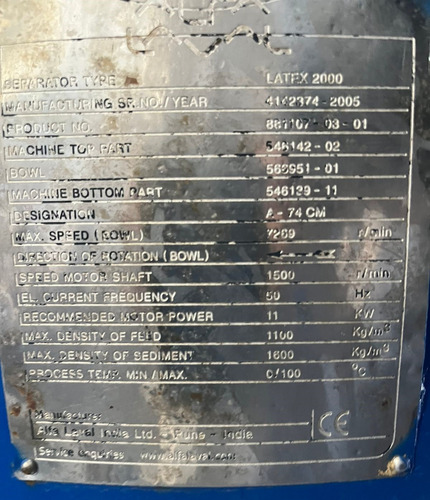 LAVAL
SEPARATOR TYPE LATEX 2000
MANUFACTURING SR.NO./YEAR 4142374-2005
PRODUCT NO. 881107-03-01
MACHINE TOP PART 546142-02
BOWL -01
MACHINE BOTTOM PART 546139-11
DESIGNATION A-74 CM
MAX. SPEED (BOWL) 7269 r/min
DIRECTION OF ROTATION (BOWL)
SPEED MOTOR SHAFT 1500 r/min
EL. CURRENT FREQUENCY 50 Hz
RECOMMENDED MOTOR POWER 11 KW
MAX. DENSITY OF FEED 1100 Kg/m³
MAX. DENSITY OF SEDIMENT 1600 Kg/m³
PROCESS TEMP. MIN./MAX. 0/100 °C
Manufacturer
Alfa Laval India Ltd. - Pune - India
Service Inquiries www.alfalaval.com
CE